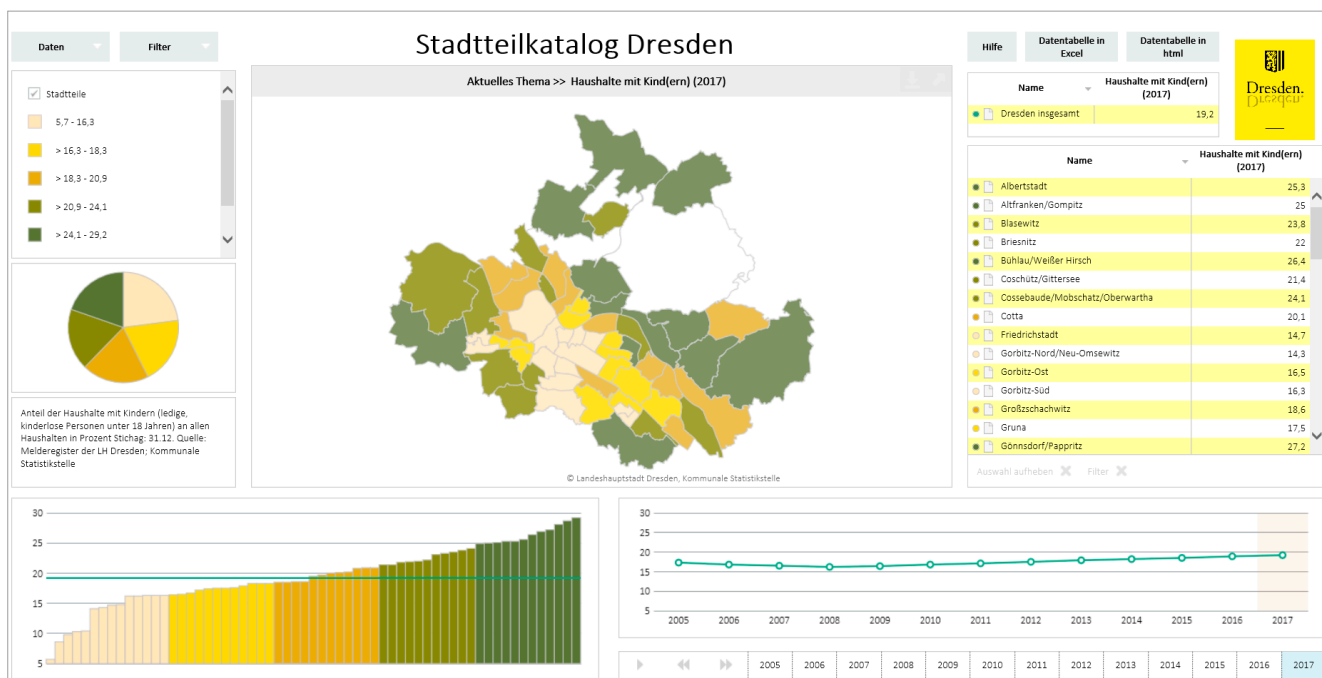 Daten
Filter
Stadtteilkatalog Dresden
Hilfe
Datentabelle in
Excel
Datentabelle in
html
Dresden.
Stadtteile
5,7 - 16,3
> 16,3 - 18,3
> 18,3 - 20,9
> 20,9 - 24,1
> 24,1 - 29,2
Anteil der Haushalte mit Kindern (ledige,
kinderlose Personen unter 18 Jahren) an allen
Haushalten in Prozent Stichag: 31.12. Quelle:
Melderegister der LH Dresden; Kommunale
Statistikstelle
Aktuelles Thema >> Haushalte mit Kind(ern) (2017)
© Landeshauptstadt Dresden, Kommunale Statistikstelle
Name Haushalte mit Kind(ern)
(2017)
Dresden insgesamt 19,2
Name Haushalte mit Kind(ern)
(2017)
Albertstadt 25,3
Altfranken/Gompitz 25
Blasewitz 23,8
Briesnitz 22
Bühlau/Weißer Hirsch 26,4
Coschütz/Gittersee 21,4
Cossebaude/Mobschatz/Oberwartha 24,1
Cotta 20,1
Friedrichstadt 14,7
Gorbitz-Nord/Neu-Omsewitz 14,3
Gorbitz-Ost 16,5
Gorbitz-Süd 16,3
Großzschachwitz 18,6
Gruna 17,5
Gönnsdorf/Pappritz 27,2
Auswahl aufheben Filter
30
25
20
15
10
5
30
25
20
15
10
5
2005 2006 2007 2008 2009 2010 2011 2012 2013 2014 2015 2016 2017
2005 2006 2007 2008 2009 2010 2011 2012 2013 2014 2015 2016 2017